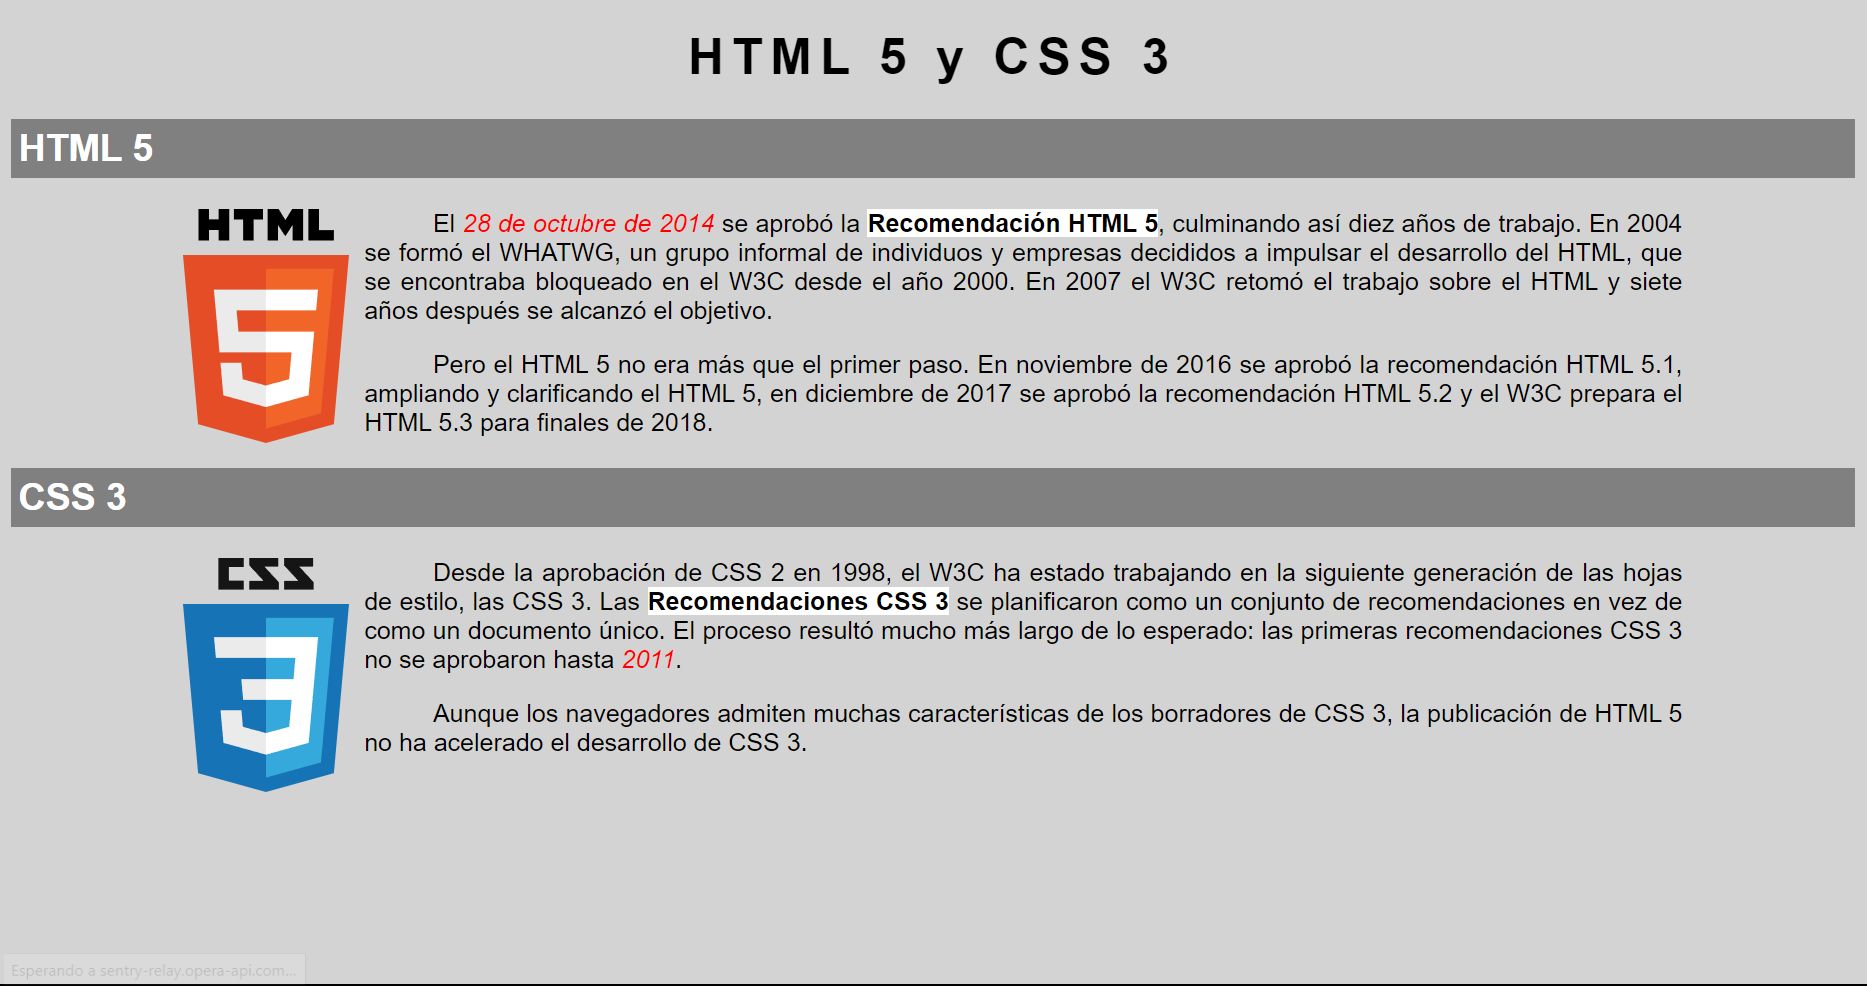 HTML 5 y CSS 3
HTML 5
HTML
5
El 28 de octubre de 2014 se aprobó la Recomendación HTML 5, culminando así diez años de trabajo. En 2004
se formó el WHATWG, un grupo informal de individuos y empresas decididos a impulsar el desarrollo del HTML, que
se encontraba bloqueado en el W3C desde el año 2000. En 2007 el W3C retomó el trabajo sobre el HTML y siete
años después se alcanzó el objetivo.
Pero el HTML 5 no era más que el primer paso. En noviembre de 2016 se aprobó la recomendación HTML 5.1,
ampliando y clarificando el HTML 5, en diciembre de 2017 se aprobó la recomendación HTML 5.2 y el W3C prepara el
HTML 5.3 para finales de 2018.
CSS 3
CSS
3
Desde la aprobación de CSS 2 en 1998, el W3C ha estado trabajando en la siguiente generación de las hojas
de estilo, las CSS 3. Las Recomendaciones CSS 3 se planificaron como un conjunto de recomendaciones en vez de
como un documento único. El proceso resultó mucho más largo de lo esperado: las primeras recomendaciones CSS 3
no se aprobaron hasta 2011.
Aunque los navegadores admiten muchas características de los borradores de CSS 3, la publicación de HTML 5
no ha acelerado el desarrollo de CSS 3.
Esperando a sentry-relay.opera-api.com...